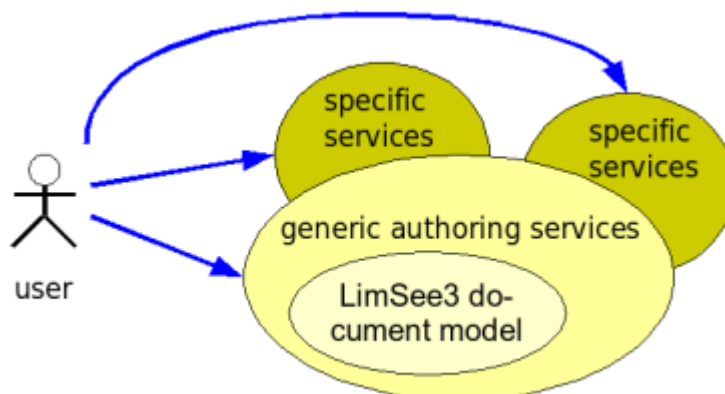 specific
services
specific
services
generic authoring services
LimSee3 do-
cument model
user